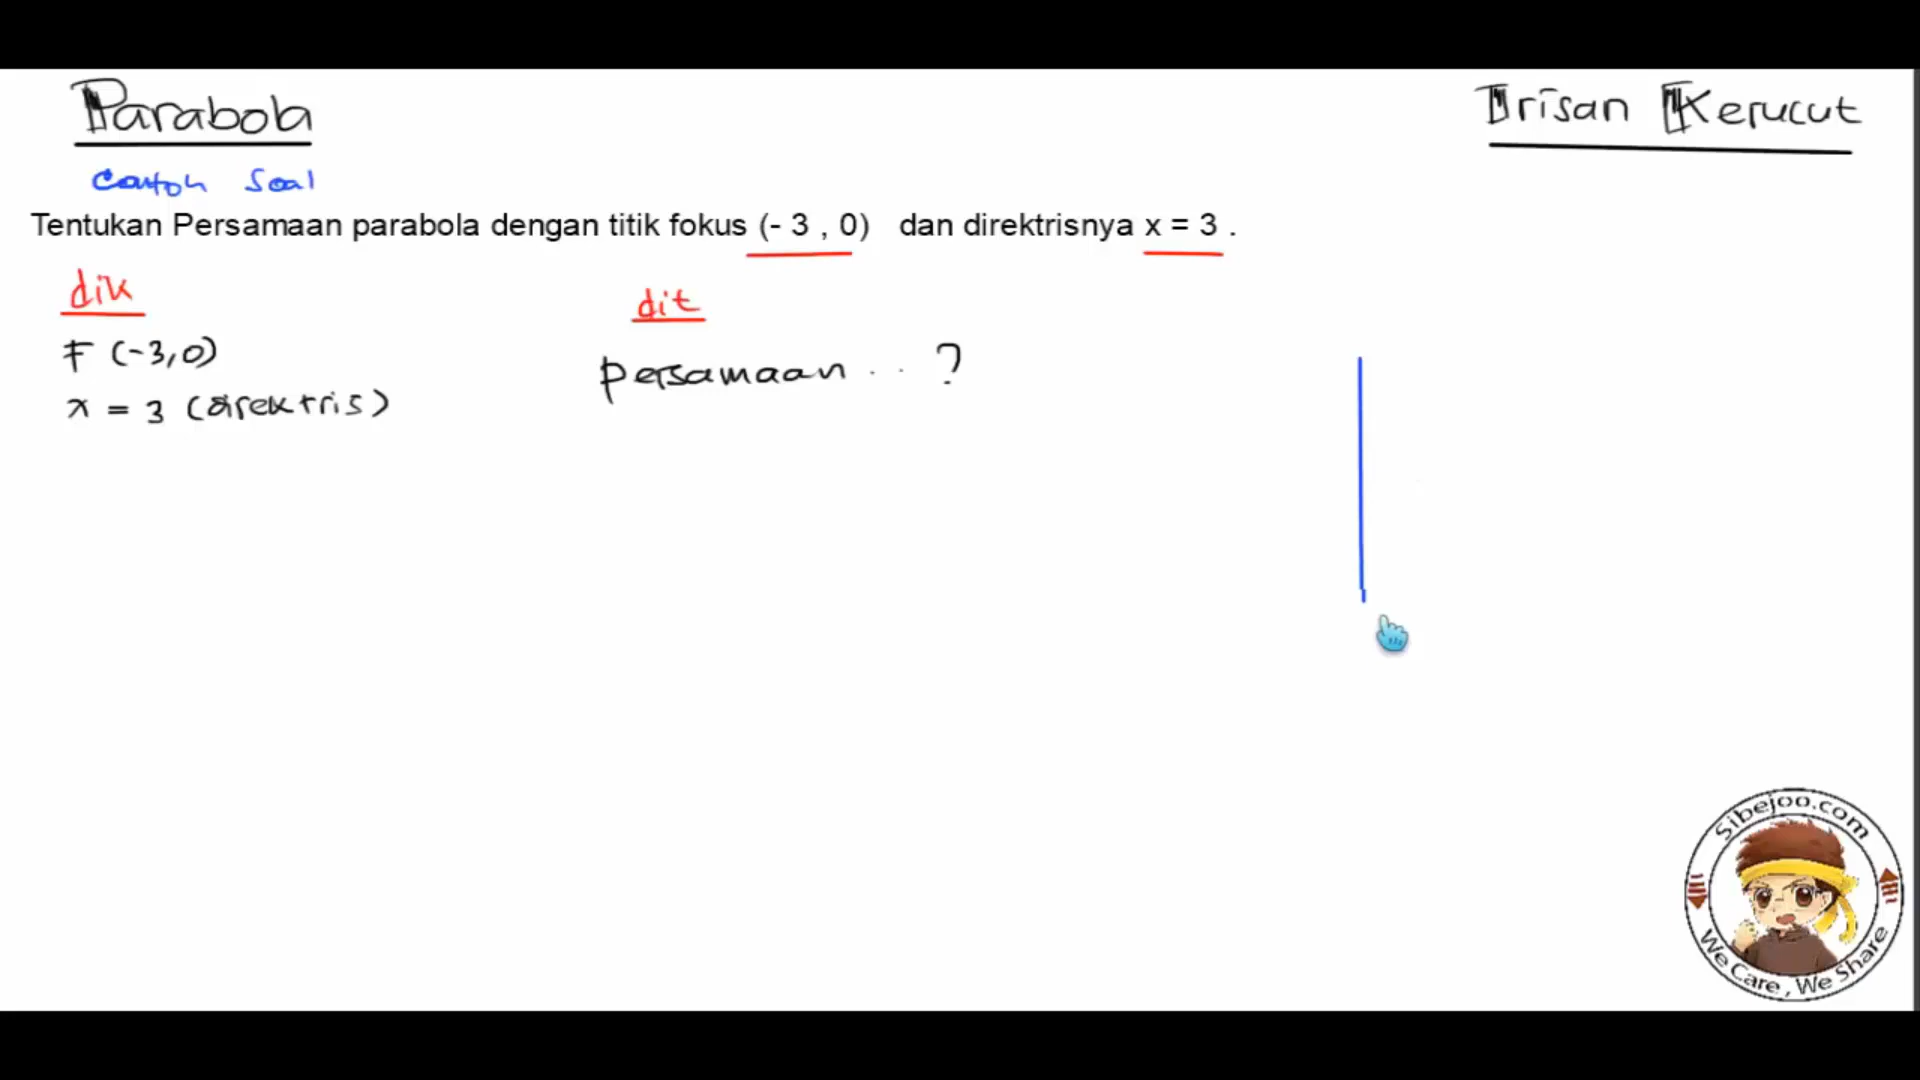 Parabola
Irisan Kerucut
Contoh Soal
Tentukan Persamaan parabola dengan titik fokus (- 3 , 0) dan direktrisnya x = 3 .
dik
dit
F (-3,0)
persamaan . . ?
x = 3 (direktris)
Sibejoo.com
We Care , We Share